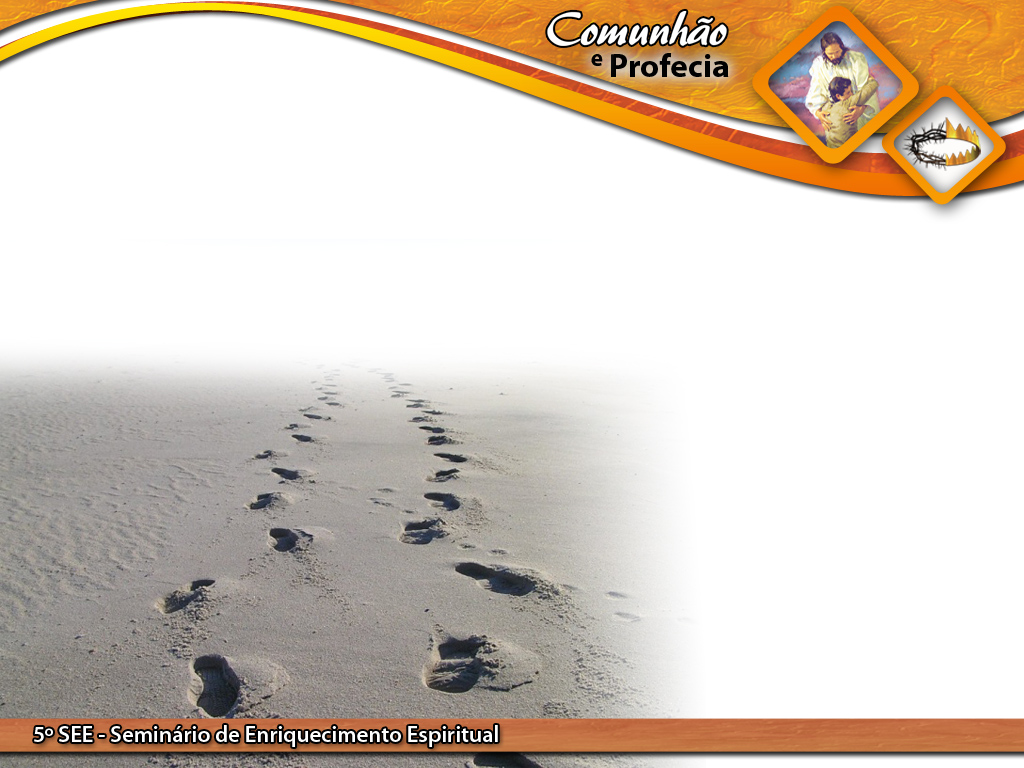 Comunhão
e Profecia
5º SEE - Seminário de Enriquecimento Espiritual